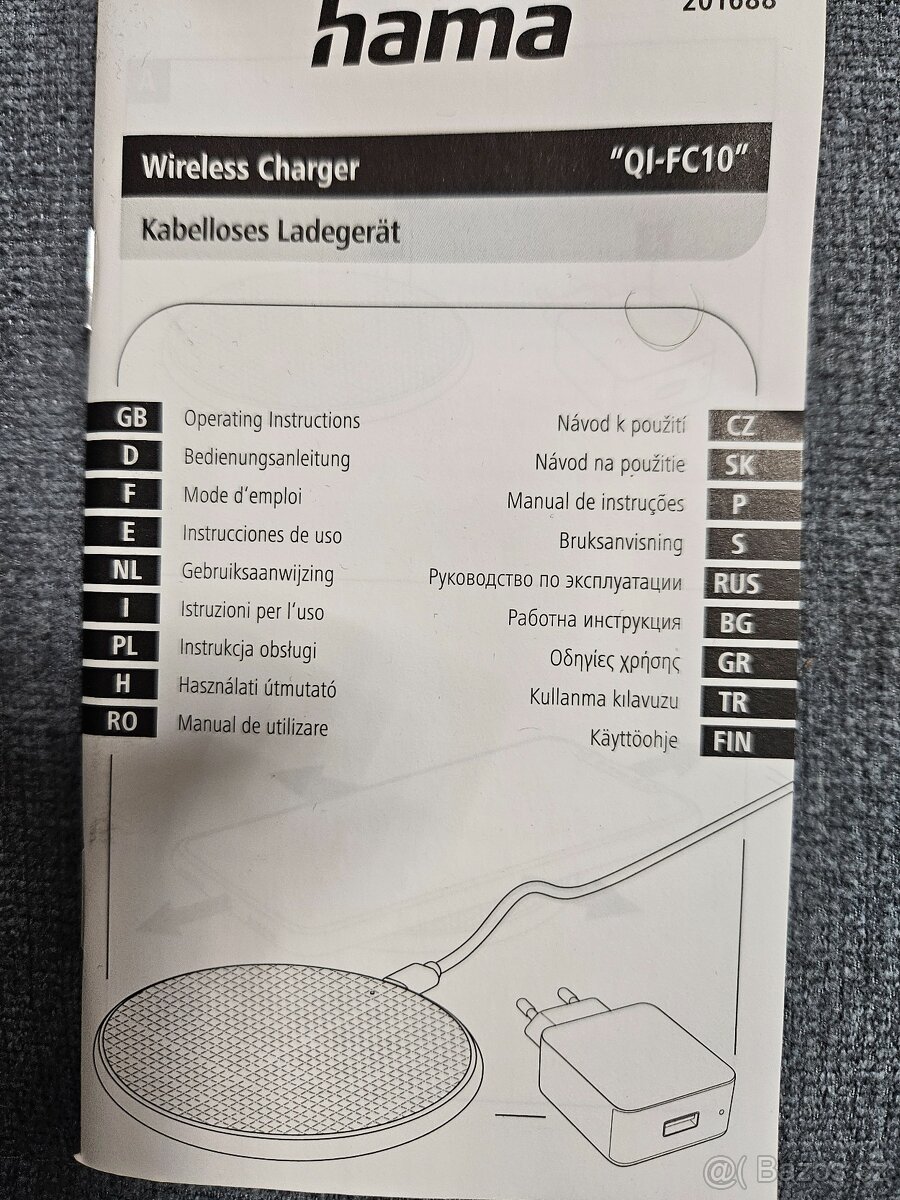 201688
hama
Wireless Charger "QI-FC10"
Kabelloses Ladegerät
GB Operating Instructions
D Bedienungsanleitung
F Mode d'emploi
E Instrucciones de uso
NL Gebruiksaanwijzing
I Istruzioni per l'uso
PL Instrukcja obsługi
H Használati útmutató
RO Manual de utilizare
Návod k použití CZ
Návod na použitie SK
Manual de instruções P
Bruksanvisning S
Руководство по эксплуатации RUS
Работна инструкция BG
Οδηγίες χρήσης GR
Kullanma kılavuzu TR
Käyttöohje FIN
@( Bazos.cz